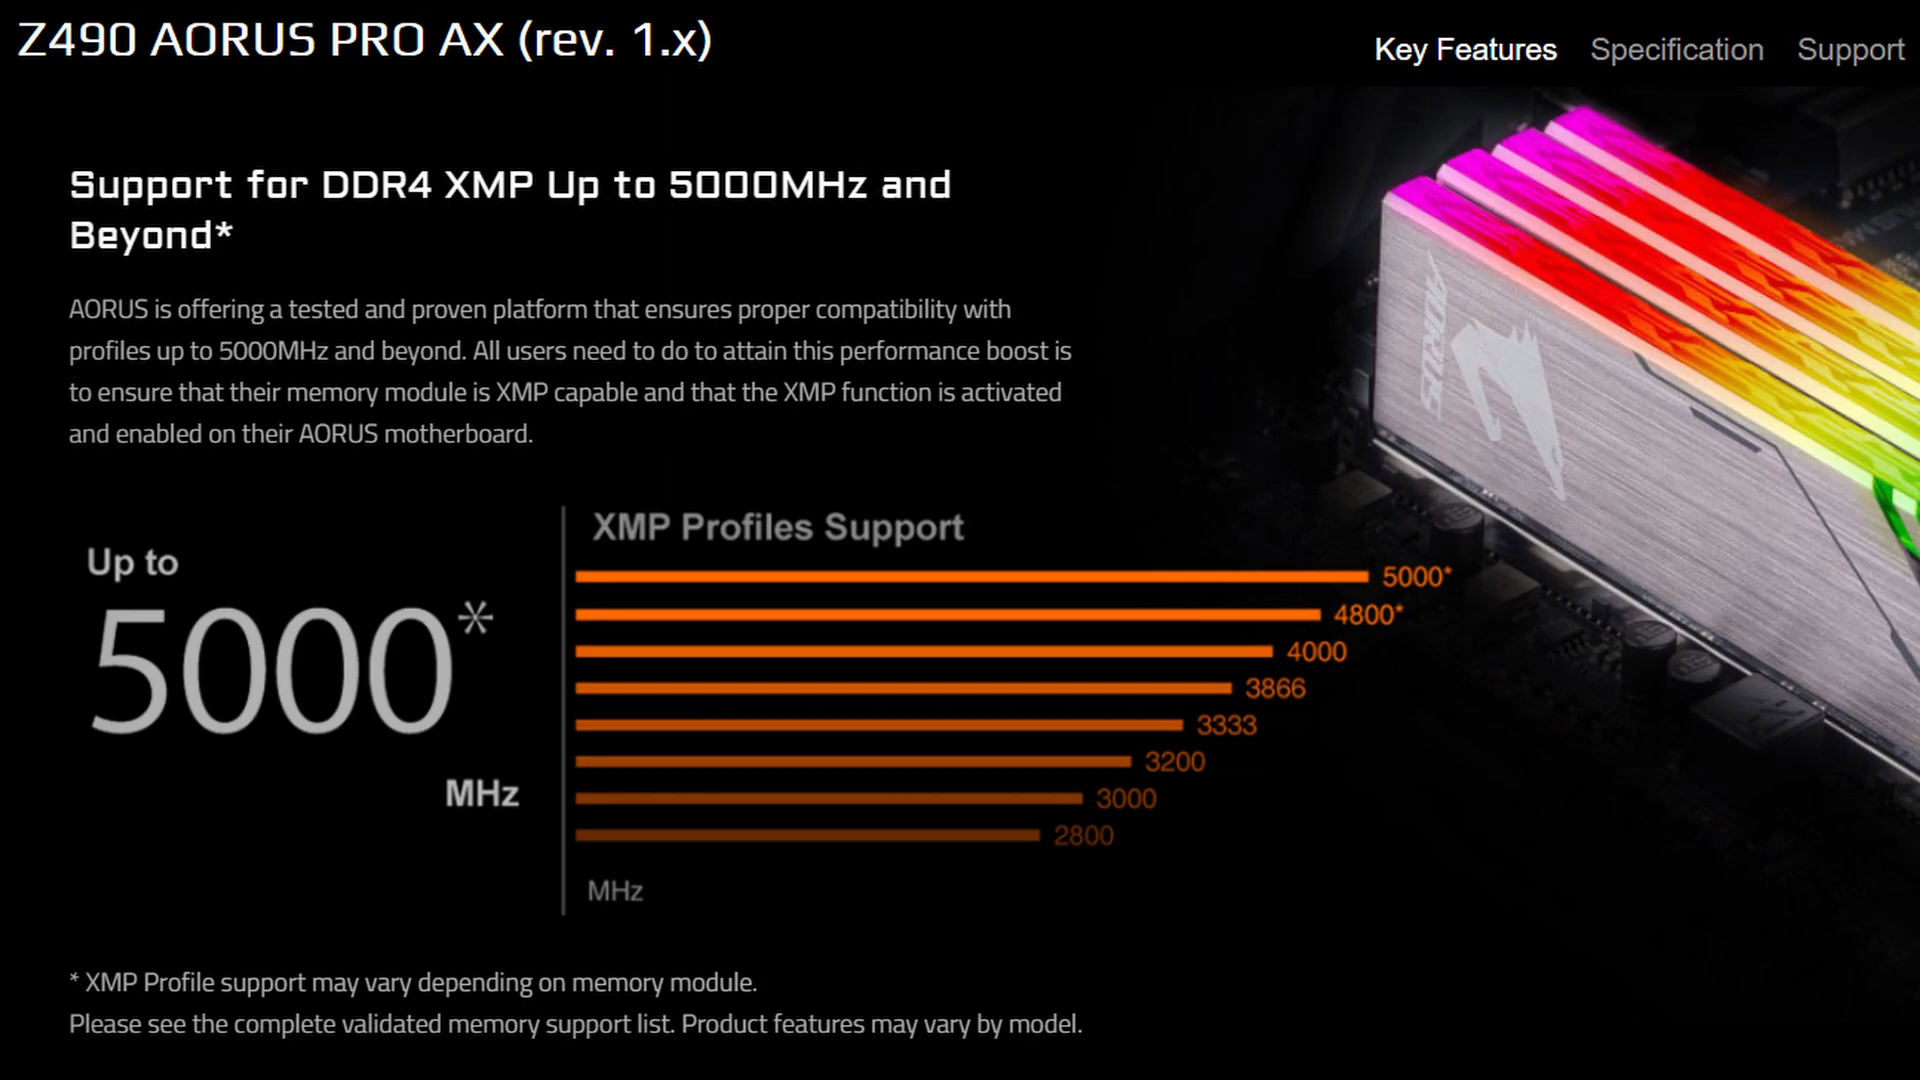 Z490 AORUS PRO AX (rev. 1.x)
Key Features Specification Support
Support for DDR4 XMP Up to 5000MHz and
Beyond*
AORUS is offering a tested and proven platform that ensures proper compatibility with
profiles up to 5000MHz and beyond. All users need to do to attain this performance boost is
to ensure that their memory module is XMP capable and that the XMP function is activated
and enabled on their AORUS motherboard.
Up to
5000*
MHz
XMP Profiles Support
5000*
4800*
4000
3866
3333
3200
3000
2800
MHz
* XMP Profile support may vary depending on memory module.
Please see the complete validated memory support list. Product features may vary by model.
AORUS